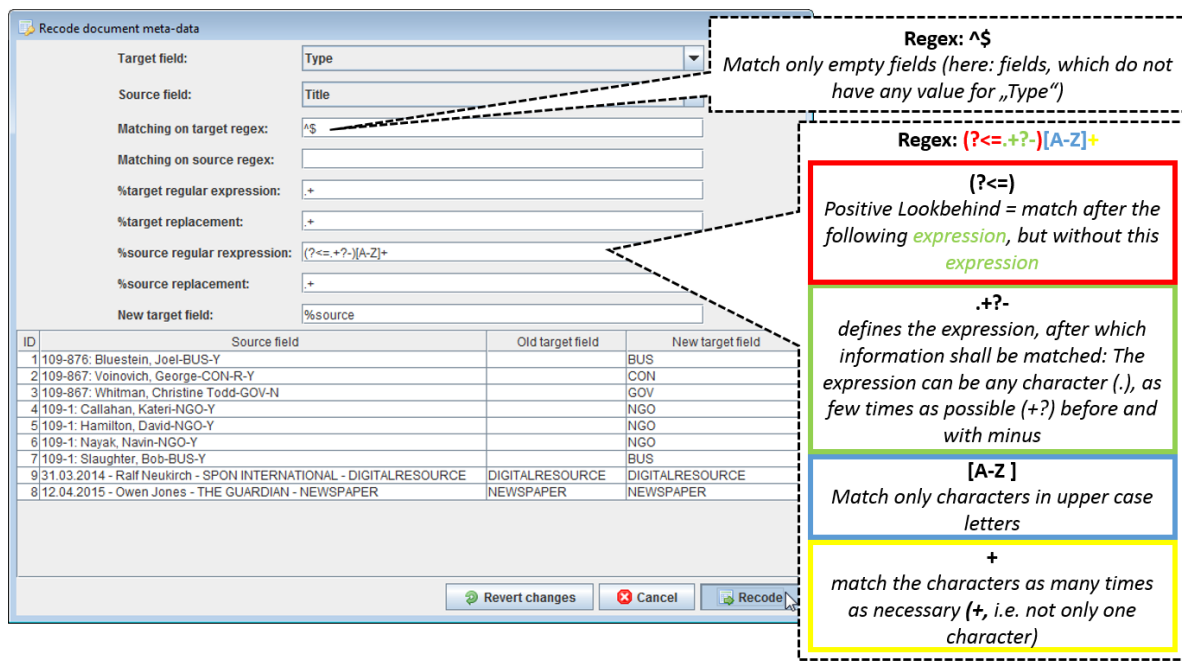 Recode document meta-data
Target field: Type
Source field: Title
Matching on target regex: ^$
Matching on source regex:
%target regular expression: .+
%target replacement: .+
%source regular rexpression: (?<=.+?-)[A-Z]+
%source replacement: .+
New target field: %source
ID Source field Old target field New target field
1 109-876: Bluestein, Joel-BUS-Y BUS
2 109-867: Voinovich, George-CON-R-Y CON
3 109-867: Whitman, Christine Todd-GOV-N GOV
4 109-1: Callahan, Kateri-NGO-Y NGO
5 109-1: Hamilton, David-NGO-Y NGO
6 109-1: Nayak, Navin-NGO-Y NGO
7 109-1: Slaughter, Bob-BUS-Y BUS
9 31.03.2014 - Ralf Neukirch - SPON INTERNATIONAL - DIGITALRESOURCE DIGITALRESOURCE DIGITALRESOURCE
8 12.04.2015 - Owen Jones - THE GUARDIAN - NEWSPAPER NEWSPAPER NEWSPAPER
Revert changes Cancel Recode
Regex: ^$
Match only empty fields (here: fields, which do not
have any value for „Type“)
Regex: (?<=.+?-)[A-Z]+
(?<=)
Positive Lookbehind = match after the
following expression, but without this
expression
.+?-
defines the expression, after which
information shall be matched: The
expression can be any character (.), as
few times as possible (+?) before and
with minus
[A-Z ]
Match only characters in upper case
letters
+
match the characters as many times
as necessary (+, i.e. not only one
character)